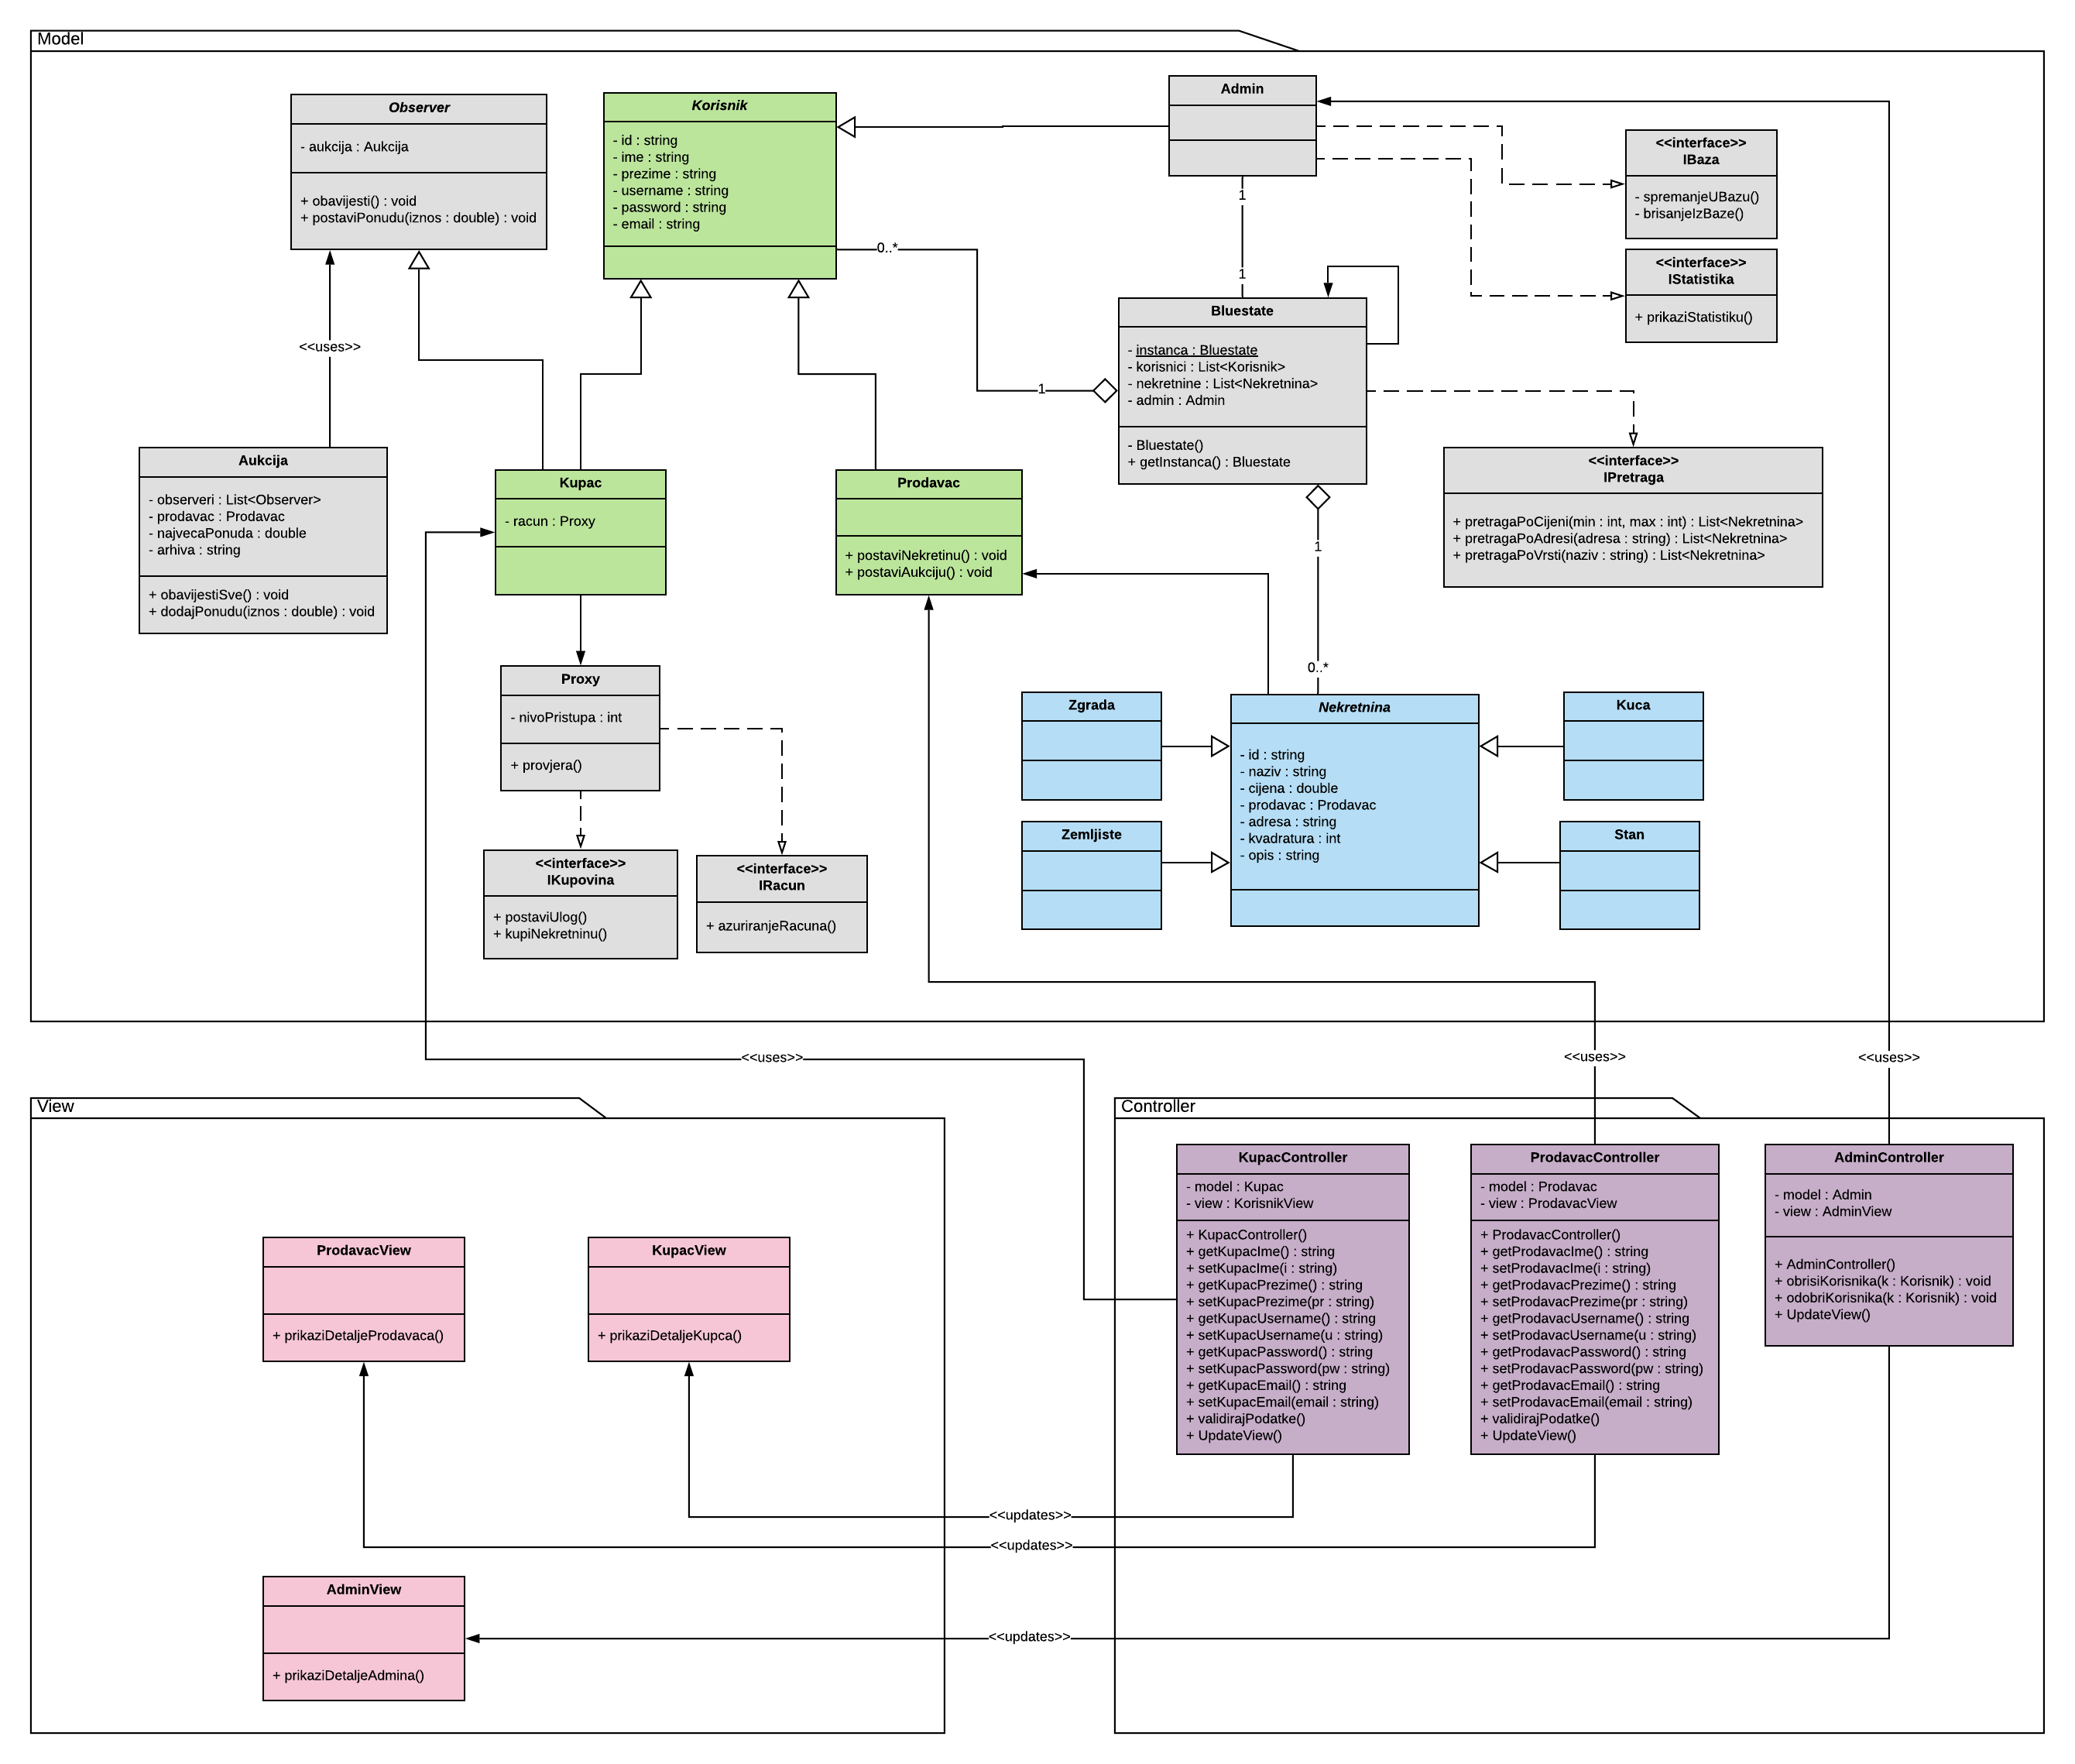 Model
Observer
- aukcija : Aukcija
+ obavijesti() : void
+ postaviPonudu(iznos : double) : void
Korisnik
- id : string
- ime : string
- prezime : string
- username : string
- password : string
- email : string
Admin
<<interface>>
IBaza
- spremanjeUBazu()
- brisanjeIzBaze()
<<interface>>
IStatistika
+ prikaziStatistiku()
1
1
0..*
1
<<uses>>
Bluestate
- instanca : Bluestate
- korisnici : List<Korisnik>
- nekretnine : List<Nekretnina>
- admin : Admin
- Bluestate()
+ getInstanca() : Bluestate
<<interface>>
IPretraga
+ pretragaPoCijeni(min : int, max : int) : List<Nekretnina>
+ pretragaPoAdresi(adresa : string) : List<Nekretnina>
+ pretragaPoVrsti(naziv : string) : List<Nekretnina>
Aukcija
- observeri : List<Observer>
- prodavac : Prodavac
- najvecaPonuda : double
- arhiva : string
+ obavijestiSve() : void
+ dodajPonudu(iznos : double) : void
Kupac
- racun : Proxy
Prodavac
+ postaviNekretinu() : void
+ postaviAukciju() : void
1
0..*
Proxy
- nivoPristupa : int
+ provjera()
<<interface>>
IKupovina
+ postaviUlog()
+ kupiNekretninu()
<<interface>>
IRacun
+ azuriranjeRacuna()
Zgrada
Zemljiste
Nekretnina
- id : string
- naziv : string
- cijena : double
- prodavac : Prodavac
- adresa : string
- kvadratura : int
- opis : string
Kuca
Stan
<<uses>>
<<uses>>
<<uses>>
View
ProdavacView
+ prikaziDetaljeProdavaca()
KupacView
+ prikaziDetaljeKupca()
AdminView
+ prikaziDetaljeAdmina()
Controller
KupacController
- model : Kupac
- view : KorisnikView
+ KupacController()
+ getKupacIme() : string
+ setKupacIme(i : string)
+ getKupacPrezime() : string
+ setKupacPrezime(pr : string)
+ getKupacUsername() : string
+ setKupacUsername(u : string)
+ getKupacPassword() : string
+ setKupacPassword(pw : string)
+ getKupacEmail() : string
+ setKupacEmail(email : string)
+ validirajPodatke()
+ UpdateView()
ProdavacController
- model : Prodavac
- view : ProdavacView
+ ProdavacController()
+ getProdavacIme() : string
+ setProdavacIme(i : string)
+ getProdavacPrezime() : string
+ setProdavacPrezime(pr : string)
+ getProdavacUsername() : string
+ setProdavacUsername(u : string)
+ getProdavacPassword() : string
+ setProdavacPassword(pw : string)
+ getProdavacEmail() : string
+ setProdavacEmail(email : string)
+ validirajPodatke()
+ UpdateView()
AdminController
- model : Admin
- view : AdminView
+ AdminController()
+ obrisiKorisnika(k : Korisnik) : void
+ odobriKorisnika(k : Korisnik) : void
+ UpdateView()
<<updates>>
<<updates>>
<<updates>>